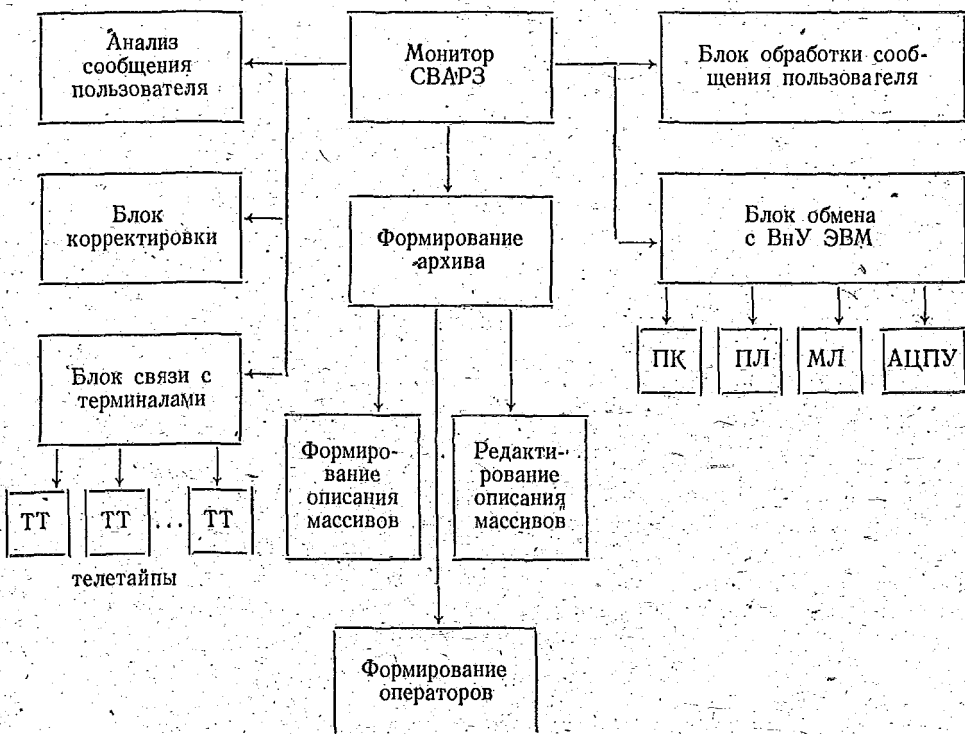 Анализ
сообщения
пользователя
Монитор
СВАРЗ
Блок обработки сооб-
щения пользователя
Блок
корректировки
Формирование
архива
Блок обмена
с ВнУ ЭВМ
ПК
ПЛ
МЛ
АЦПУ
Блок связи с
терминалами
Формиро-
вание
описания
массивов
Редакти-
рование
описания
массивов
ТТ ТТ ... ТТ
телетайпы
Формирование
операторов